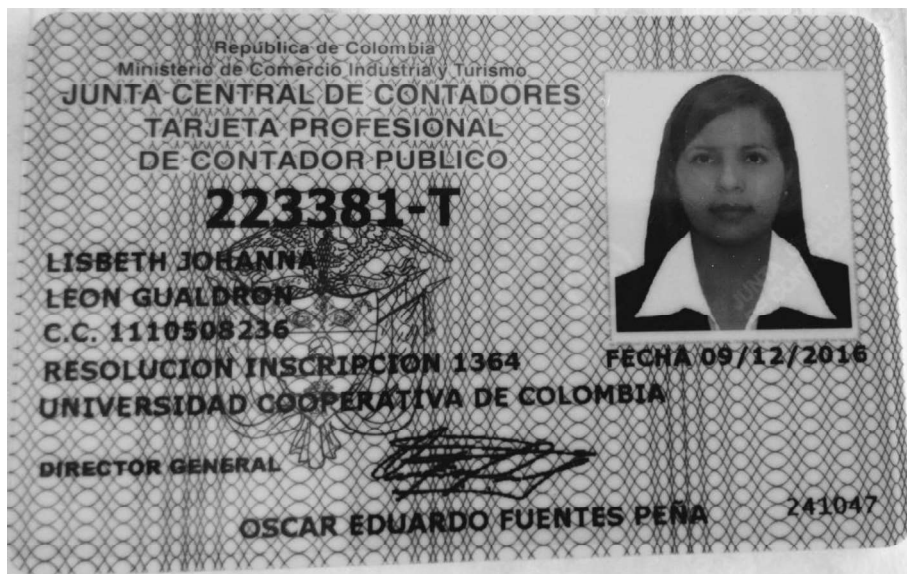 República de Colombia
Ministerio de Comercio Industria y Turismo
JUNTA CENTRAL DE CONTADORES
TARJETA PROFESIONAL
DE CONTADOR PUBLICO
223381-T
LISBETH JOHANNA
LEON GUALDRON
C.C. 1110508236
RESOLUCION INSCRIPCION 1364
FECHA 09/12/2016
UNIVERSIDAD COOPERATIVA DE COLOMBIA
DIRECTOR GENERAL
OSCAR EDUARDO FUENTES PEÑA
241047
JUNTA